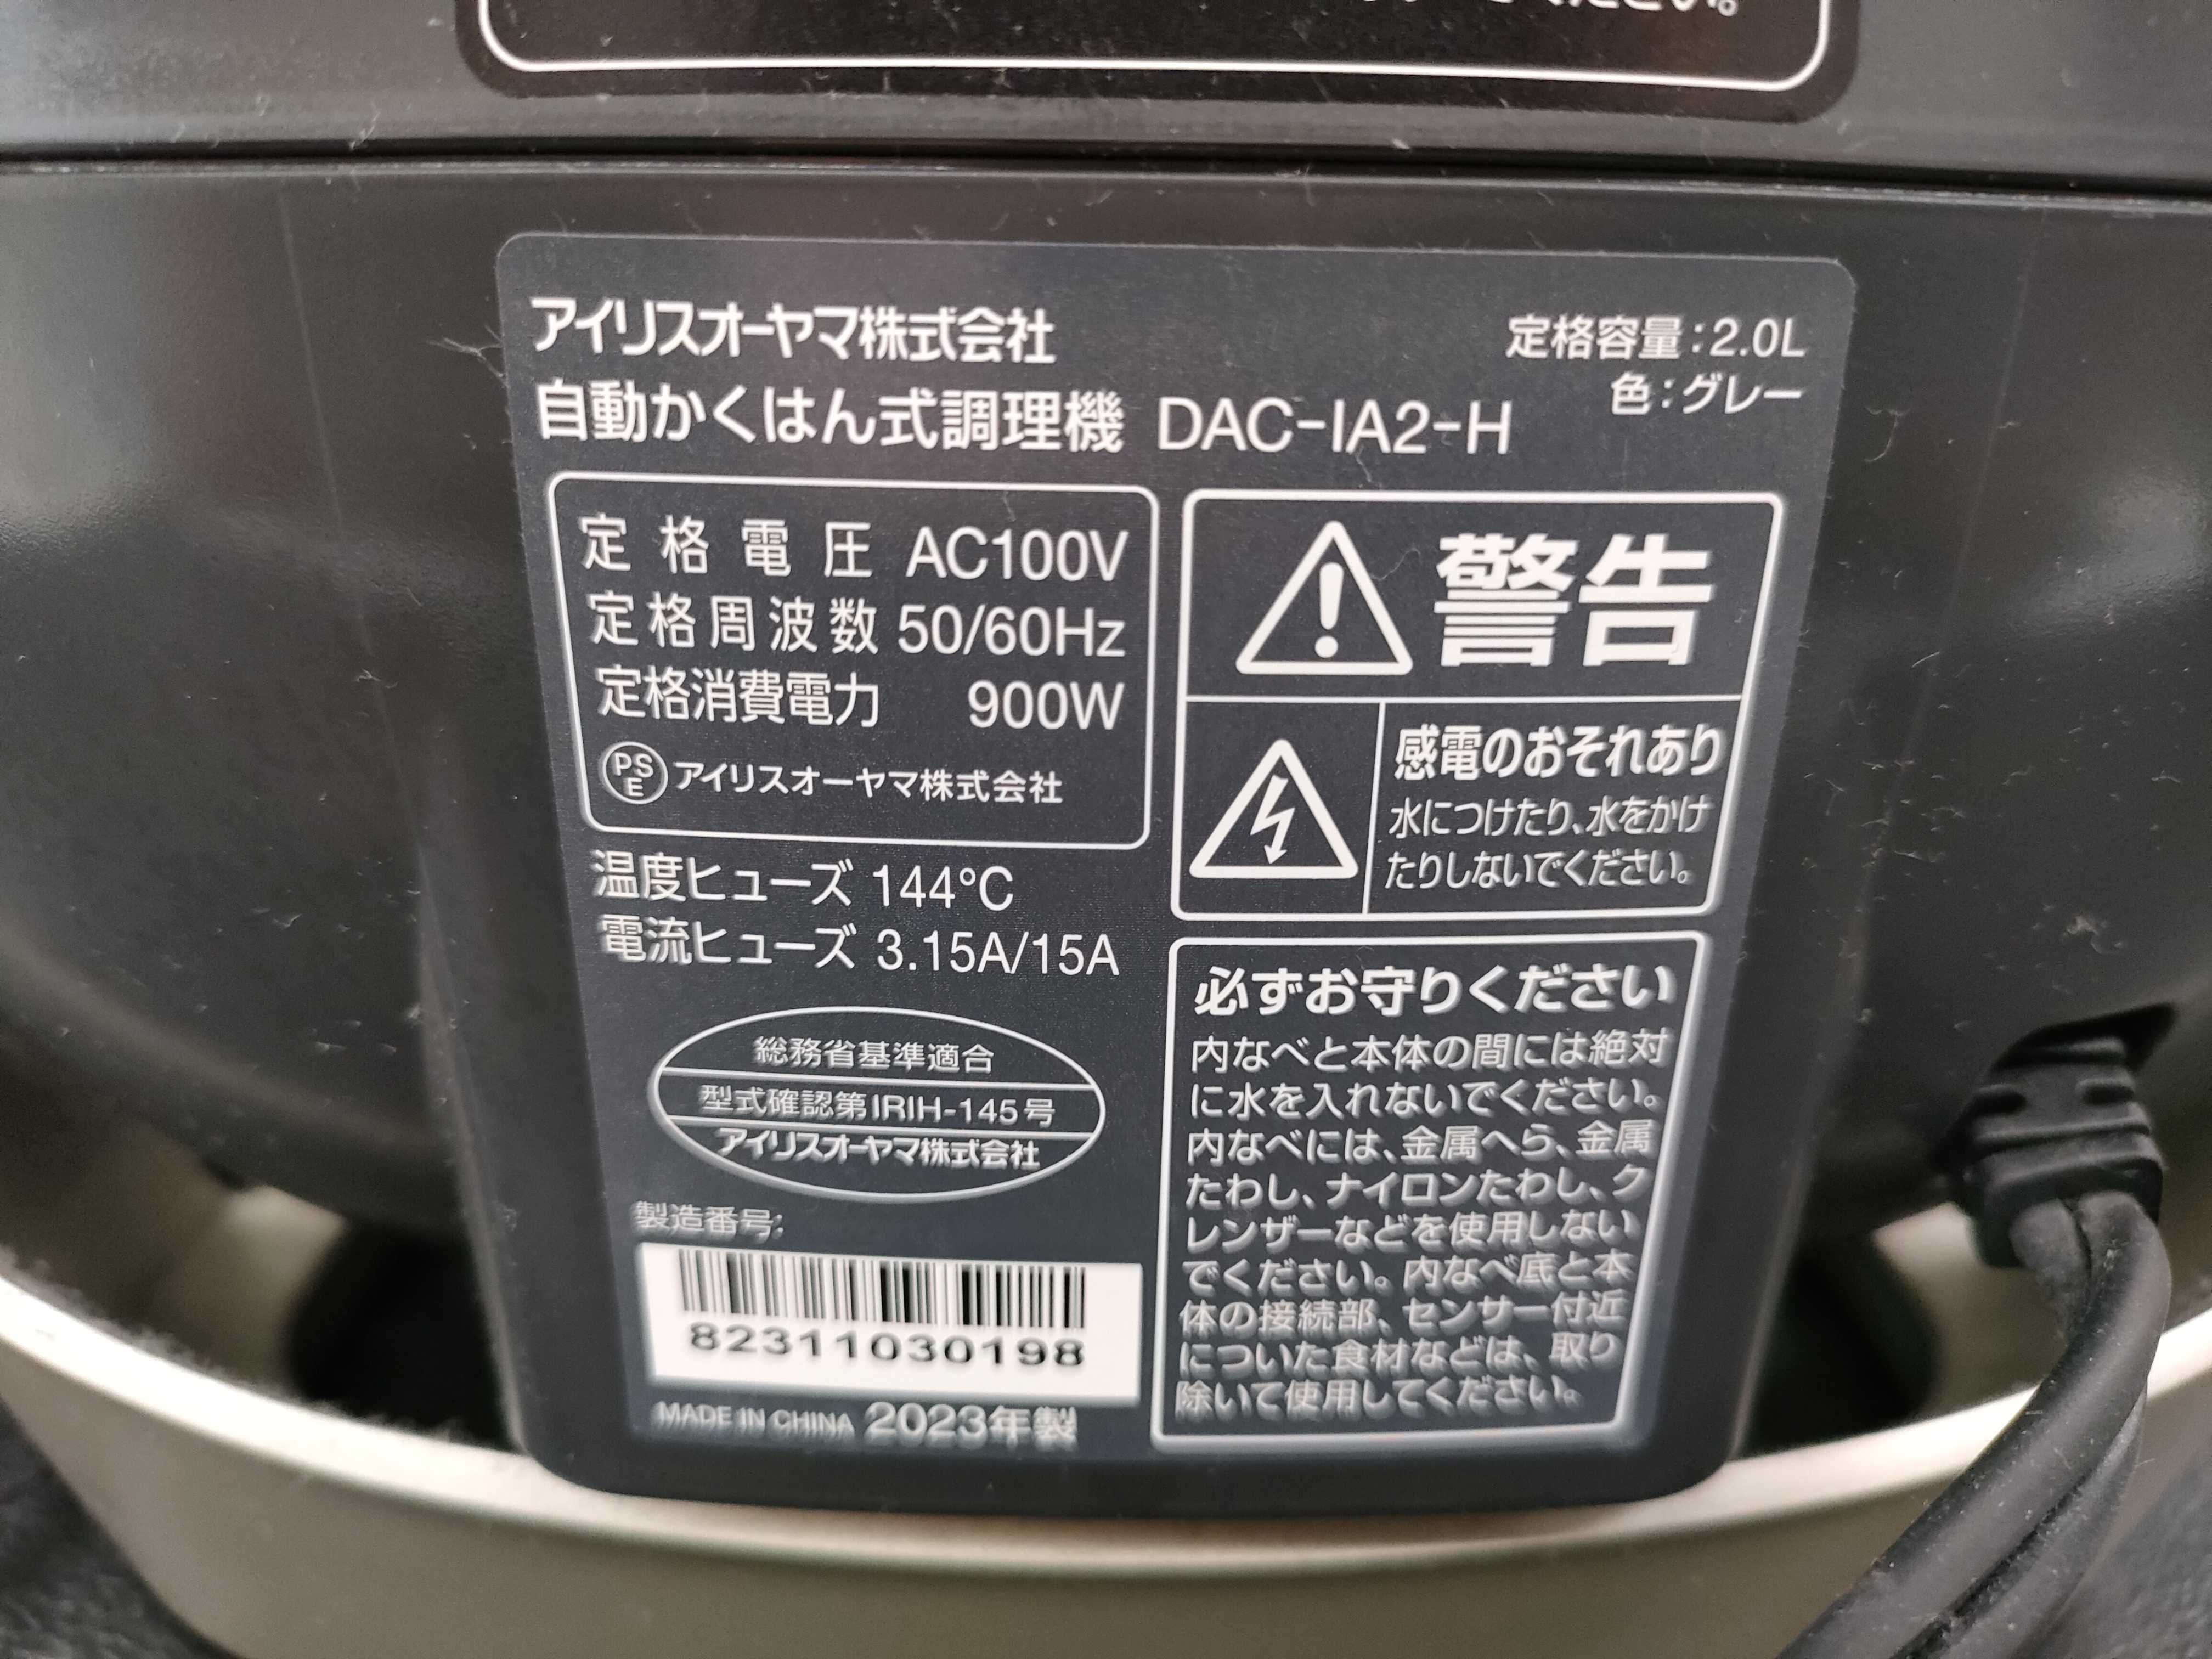 ください。
アイリスオーヤマ株式会社
定格容量:2.0L
色:グレー
自動かくはん式調理機 DAC-IA2-H
定格電圧 AC100V
定格周波数 50/60Hz
定格消費電力 900W
PSE アイリスオーヤマ株式会社
温度ヒューズ 144℃
電流ヒューズ 3.15A/15A
総務省基準適合
型式確認第IRIH-145号
アイリスオーヤマ株式会社
製造番号:
82311030198
MADE IN CHINA 2023年製
警告
感電のおそれあり
水につけたり、水をかけ
たりしないでください。
必ずお守りください
内なべと本体の間には絶対
に水を入れないでください。
内なべには、金属へら、金属
たわし、ナイロンたわし、ク
レンザーなどを使用しない
でください。内なべ底と本
体の接続部、センサー付近
についた食材などは、取り
除いて使用してください。